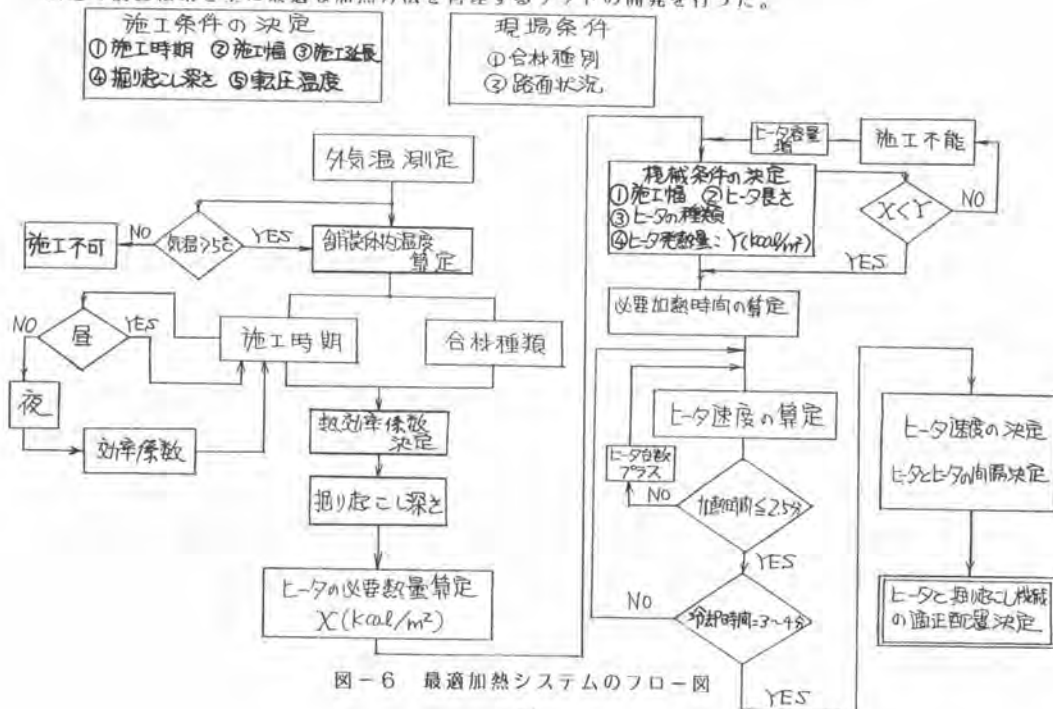 施工条件の決定
①施工時期 ②施工幅 ③施工延長
④掘り起こし深さ ⑤転圧温度
現場条件
①合材種別
②路面状況
外気温測定
気温>5℃
NO
YES
施工不可
舗装体内温度
算定
施工時期
合材種類
昼
NO
YES
夜
効率係数
熱効率係数
決定
掘り起こし深さ
ヒータの必要熱量算定
X(kcal/m²)
ヒータ容量
増
施工不能
機械条件の決定
①施工幅 ②ヒータ長さ
③ヒータの種類
④ヒータ発熱量:Y(kcal/m²)
X<Y
NO
YES
必要加熱時間の算定
ヒータ速度の算定
ヒータ台数
プラス
NO
加熱時間≦2.5分
YES
NO
冷却時間=3~4分
YES
ヒータ速度の決定
ヒータとヒータの間隔決定
ヒータと掘り起こし機械
の適正配置決定
図-6 最適加熱システムのフロー図